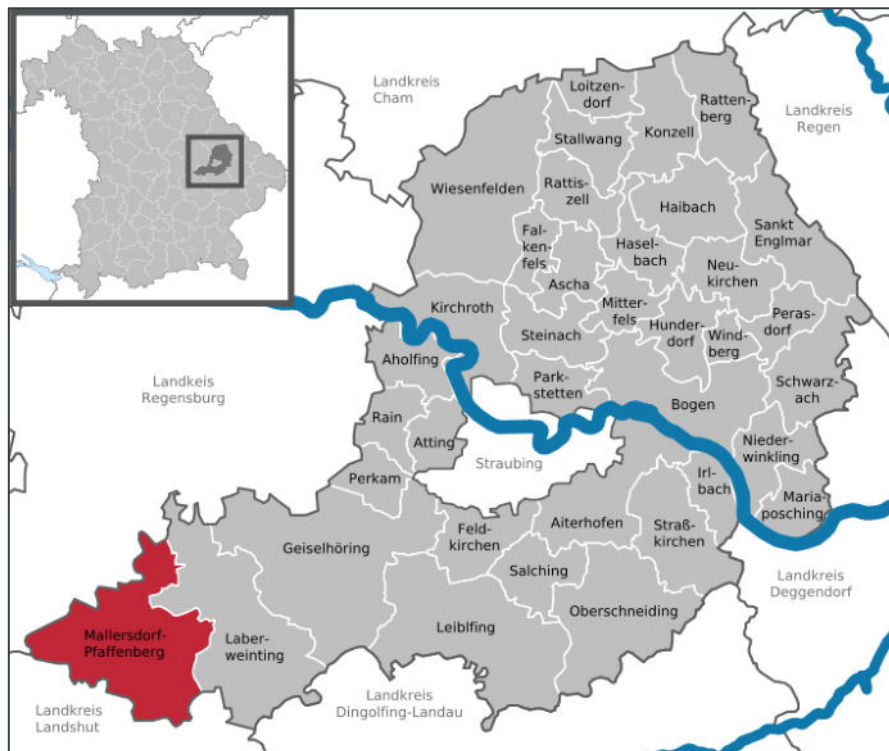 Landkreis
Cham
Loitzen-
dorf
Ratten-
berg
Landkreis
Regen
Konzell
Stallwang
Wiesenfelden
Rattis-
zell
Haibach
Sankt
Englmar
Fal-
ken-
fels
Hasel-
bach
Neu-
kirchen
Ascha
Kirchroth
Mitter-
fels
Peras-
dorf
Steinach
Hunder-
dorf
Wind-
berg
Aholfing
Landkeis
Regensburg
Park-
stetten
Schwarz-
ach
Bogen
Rain
Atting
Nieder-
winkling
Straubing
Perkam
Irl-
bach
Maria-
posching
Geiselhöring
Feld-
kirchen
Aiterhofen
Straß-
kirchen
Salching
Landkreis
Deggendorf
Oberschneiding
Mallersdorf-
Pfaffenberg
Laber-
weinting
Leiblfing
Landkreis
Landshut
Landkreis
Dingolfing-Landau